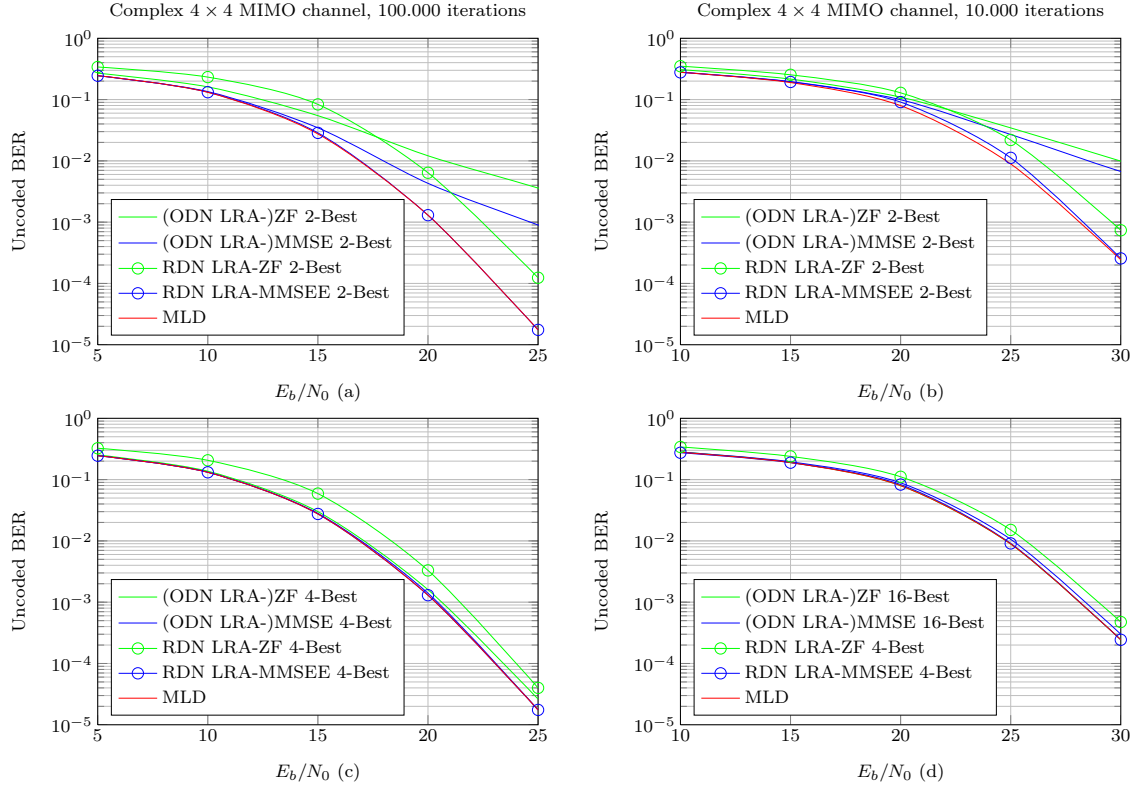 Complex 4 × 4 MIMO channel, 100.000 iterations
Uncoded BER
10^0
10^−1
10^−2
10^−3
10^−4
10^−5
5
10
15
20
25
(ODN LRA-)ZF 2-Best
(ODN LRA-)MMSE 2-Best
RDN LRA-ZF 2-Best
RDN LRA-MMSEE 2-Best
MLD
E_b/N_0 (a)
Complex 4 × 4 MIMO channel, 10.000 iterations
Uncoded BER
10^0
10^−1
10^−2
10^−3
10^−4
10^−5
10
15
20
25
30
(ODN LRA-)ZF 2-Best
(ODN LRA-)MMSE 2-Best
RDN LRA-ZF 2-Best
RDN LRA-MMSEE 2-Best
MLD
E_b/N_0 (b)
Uncoded BER
10^0
10^−1
10^−2
10^−3
10^−4
10^−5
5
10
15
20
25
(ODN LRA-)ZF 4-Best
(ODN LRA-)MMSE 4-Best
RDN LRA-ZF 4-Best
RDN LRA-MMSEE 4-Best
MLD
E_b/N_0 (c)
Uncoded BER
10^0
10^−1
10^−2
10^−3
10^−4
10^−5
10
15
20
25
30
(ODN LRA-)ZF 16-Best
(ODN LRA-)MMSE 16-Best
RDN LRA-ZF 4-Best
RDN LRA-MMSEE 4-Best
MLD
E_b/N_0 (d)